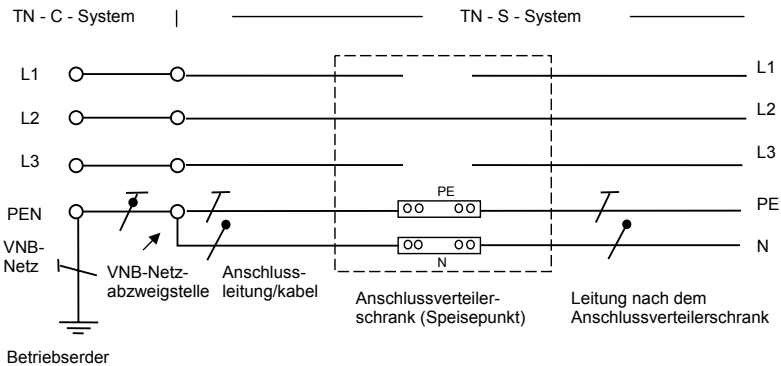 TN - C - System | TN - S - System
L1 L1
L2 L2
L3 L3
PE
PEN PE
VNB-
Netz
N
N
VNB-Netz-
abzweigstelle
Anschluss-
leitung/kabel
Anschlussverteiler-
schrank (Speisepunkt)
Leitung nach dem
Anschlussverteilerschrank
Betriebserder